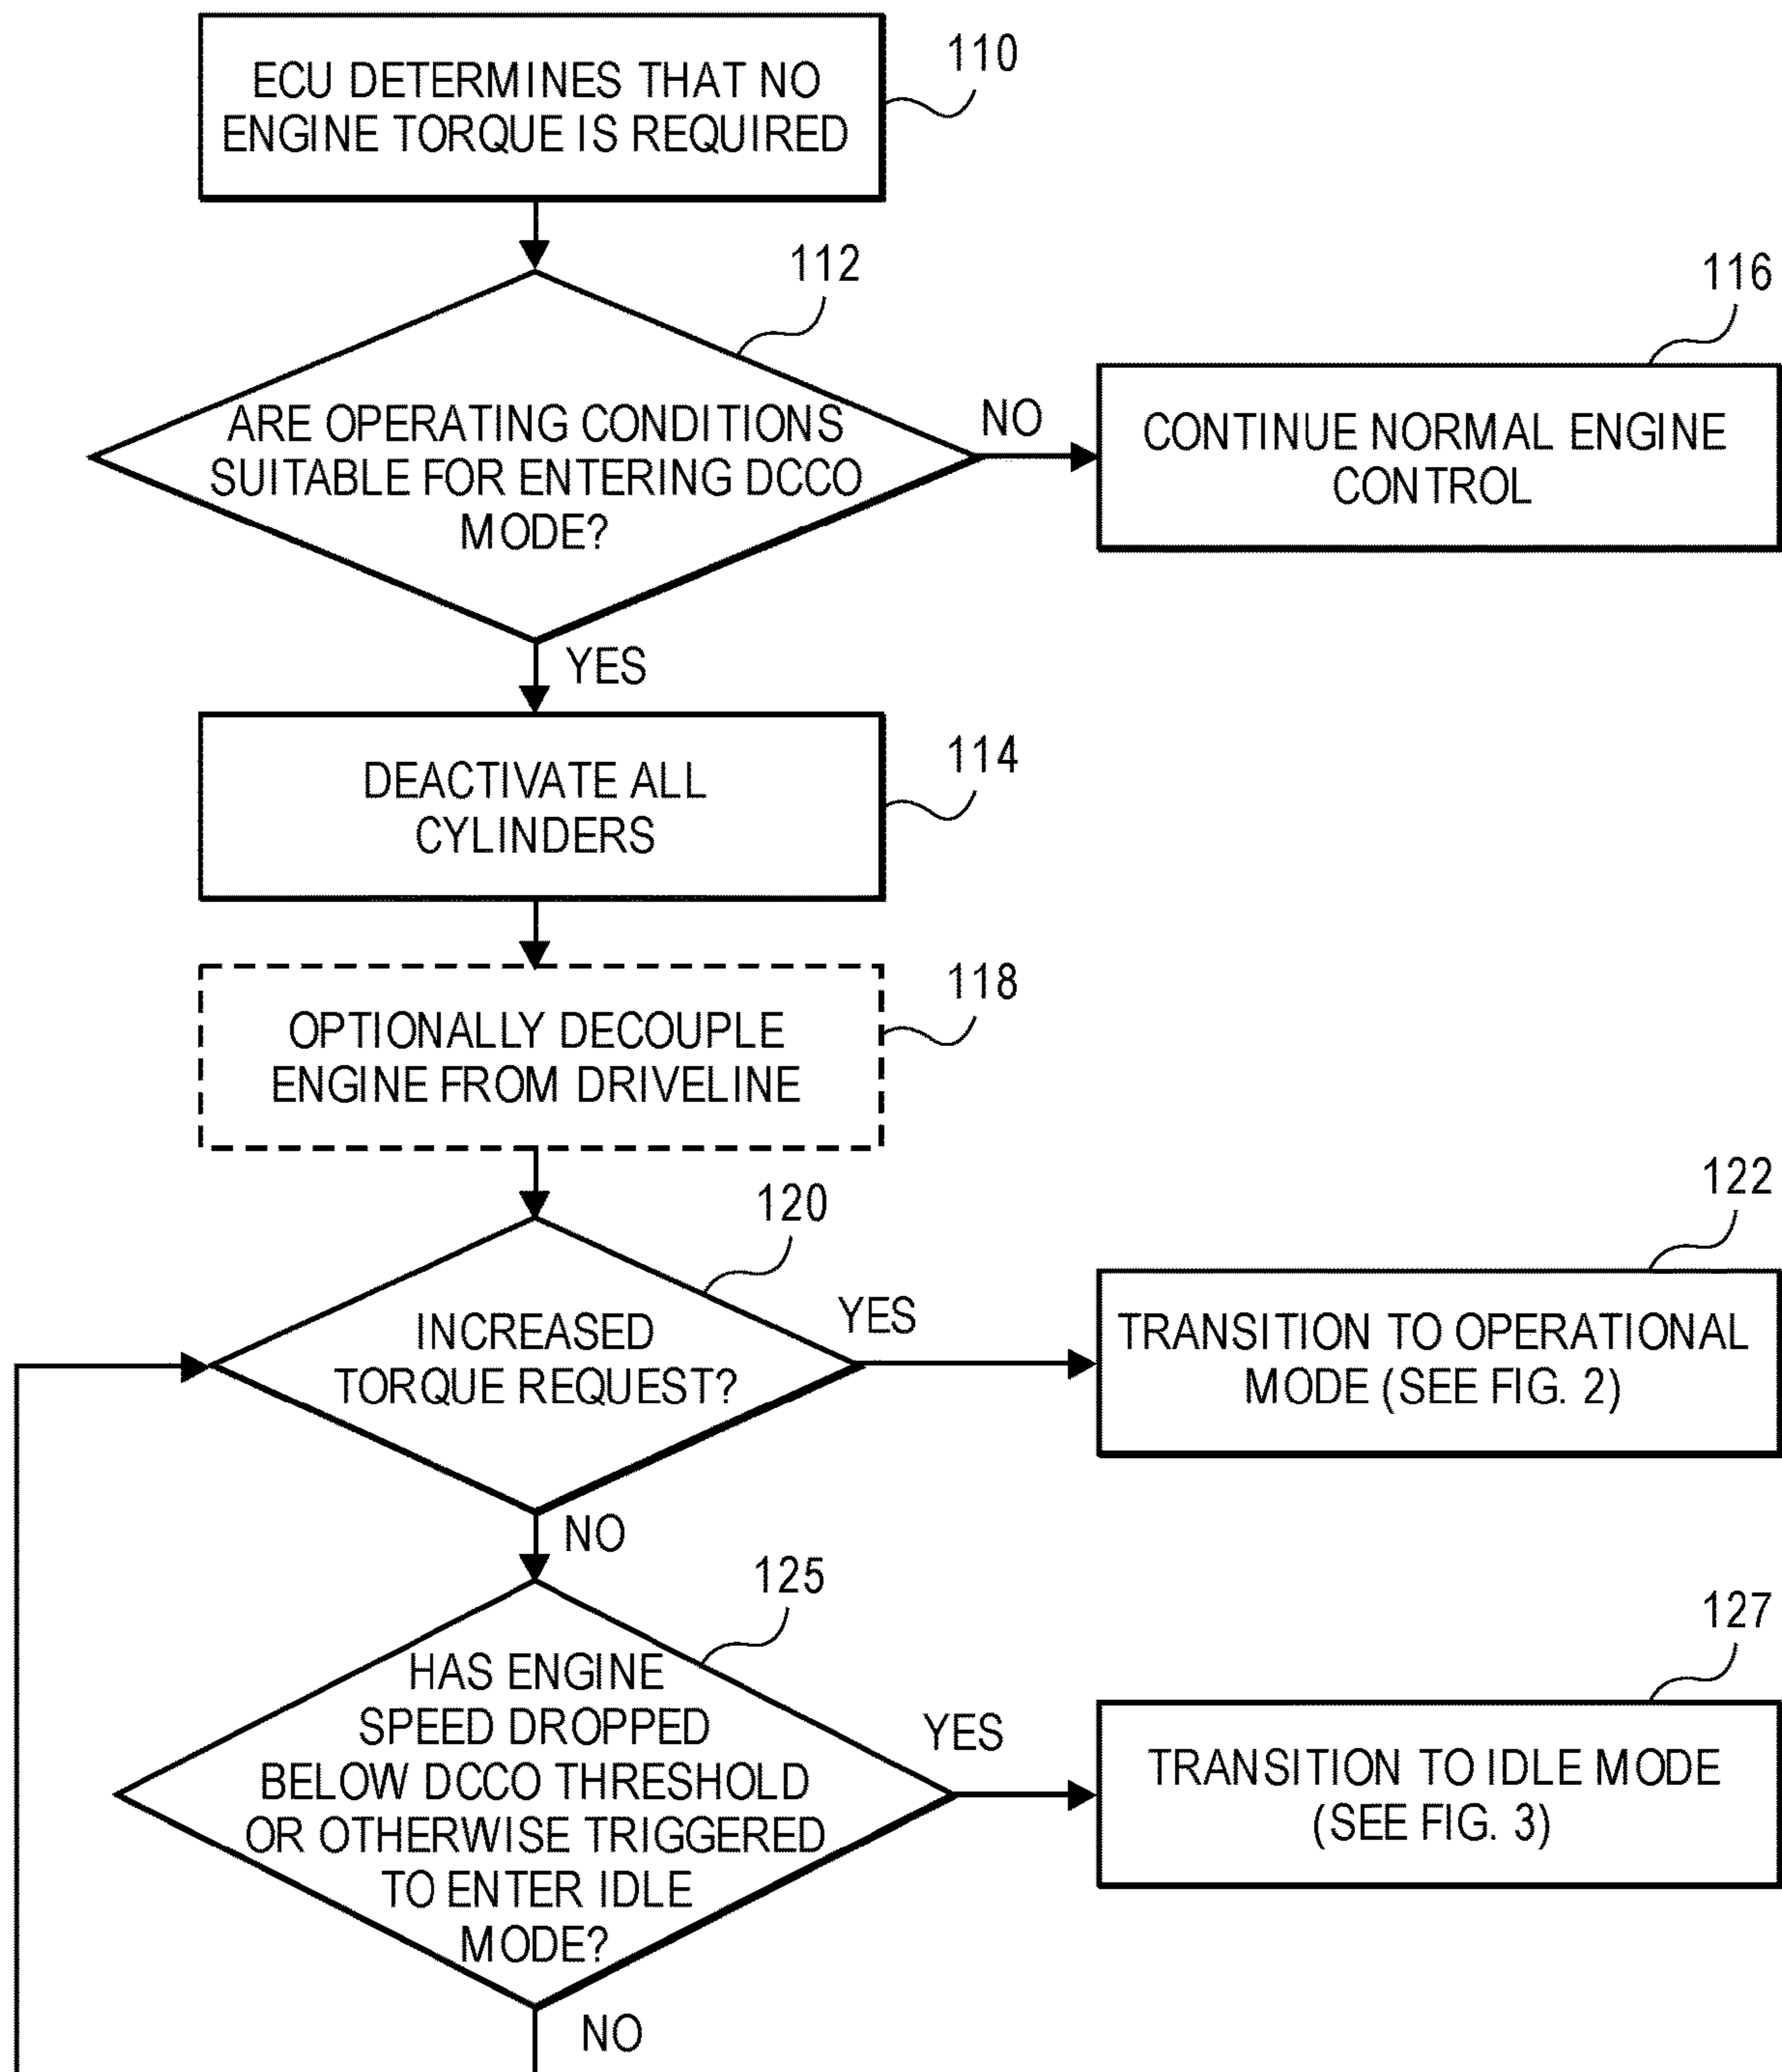 ECU DETERMINES THAT NO
ENGINE TORQUE IS REQUIRED
110
112
ARE OPERATING CONDITIONS
SUITABLE FOR ENTERING DCCO
MODE?
NO
116
CONTINUE NORMAL ENGINE
CONTROL
YES
DEACTIVATE ALL
CYLINDERS
114
OPTIONALLY DECOUPLE
ENGINE FROM DRIVELINE
118
120
INCREASED
TORQUE REQUEST?
YES
122
TRANSITION TO OPERATIONAL
MODE (SEE FIG. 2)
NO
125
HAS ENGINE
SPEED DROPPED
BELOW DCCO THRESHOLD
OR OTHERWISE TRIGGERED
TO ENTER IDLE
MODE?
YES
127
TRANSITION TO IDLE MODE
(SEE FIG. 3)
NO